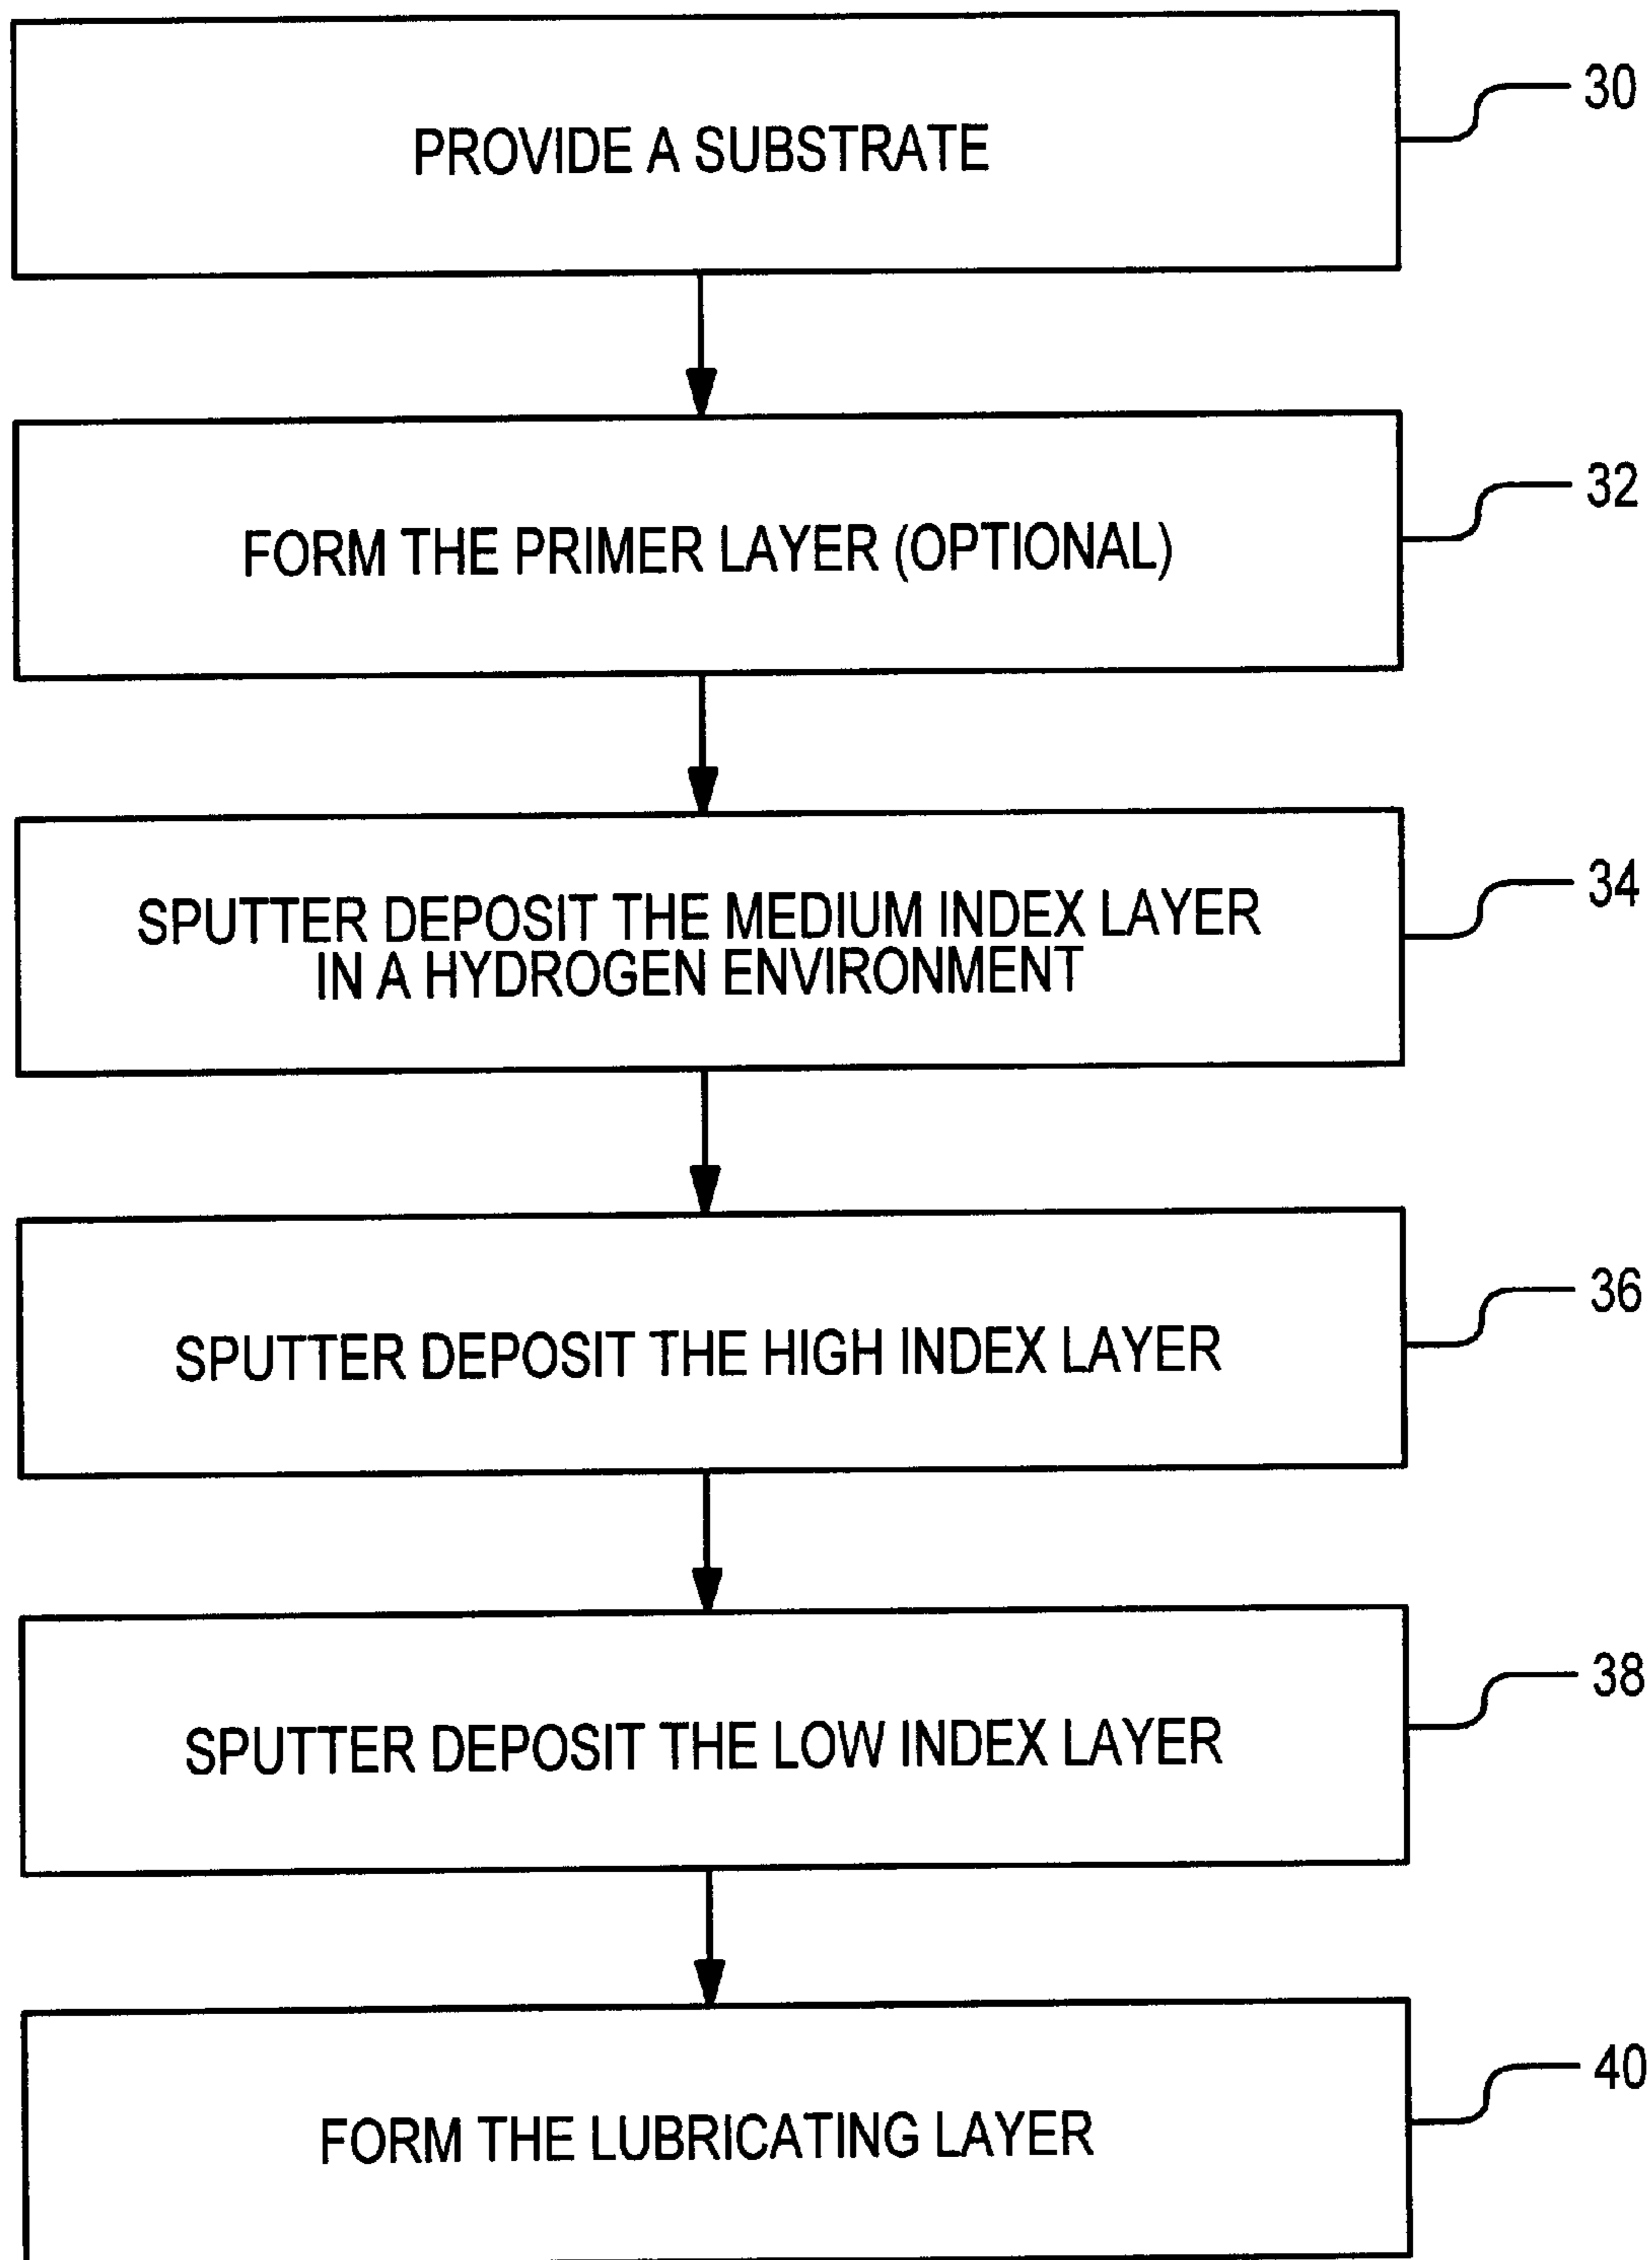 PROVIDE A SUBSTRATE
30
FORM THE PRIMER LAYER (OPTIONAL)
32
SPUTTER DEPOSIT THE MEDIUM INDEX LAYER
IN A HYDROGEN ENVIRONMENT
34
SPUTTER DEPOSIT THE HIGH INDEX LAYER
36
SPUTTER DEPOSIT THE LOW INDEX LAYER
38
FORM THE LUBRICATING LAYER
40